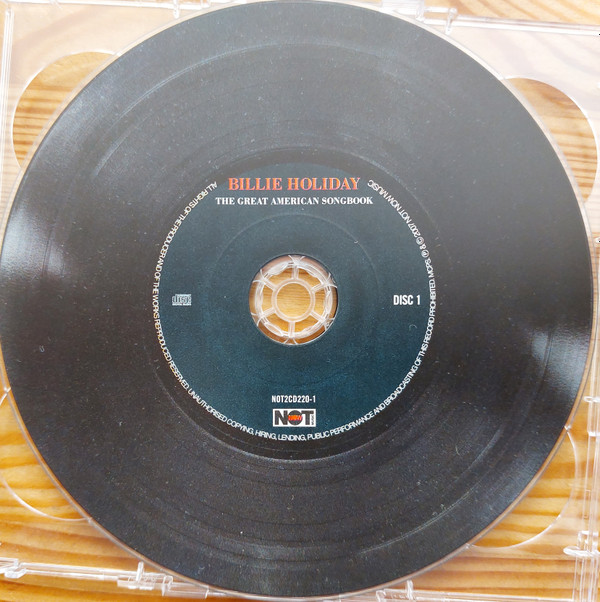 BILLIE HOLIDAY
THE GREAT AMERICAN SONGBOOK
DISC 1
NOT2CD220-1
NOT
ALL RIGHTS OF THE PRODUCER AND OF THE WORKS REPRODUCED RESERVED. UNAUTHORISED COPYING, HIRING, LENDING, PUBLIC PERFORMANCE AND BROADCASTING OF THIS RECORD PROHIBITED. MCPS ℗ & © 2007 NOT NOW MUSIC